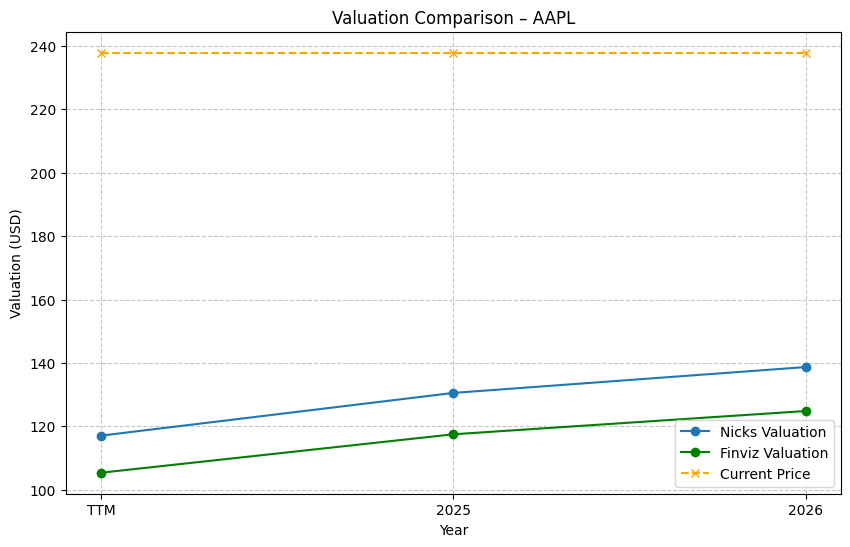 Valuation Comparison – AAPL
Valuation (USD)
240
220
200
180
160
140
120
100
TTM
2025
2026
Year
Nicks Valuation
Finviz Valuation
Current Price